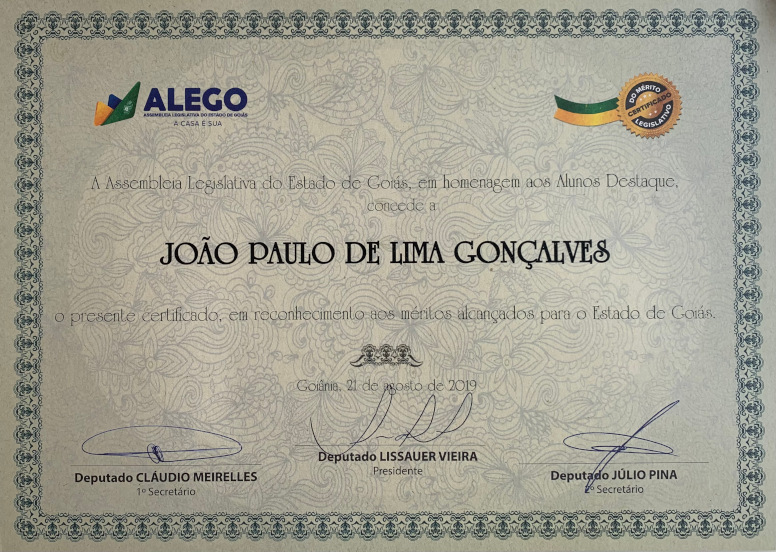 ALEGO
ASSEMBLEIA LEGISLATIVA DO ESTADO DE GOIÁS
A CASA É SUA
DO MÉRITO
CERTIFICADO
LEGISLATIVO
A Assembleia Legislativa do Estado de Goiás, em homenagem aos Alunos Destaque,
concede a
JOÃO PAULO DE LIMA GONÇALVES
o presente certificado, em reconhecimento aos méritos alcançados para o Estado de Goiás.
Goiânia, 21 de agosto de 2019
Deputado CLÁUDIO MEIRELLES
1º Secretário
Deputado LISSAUER VIEIRA
Presidente
Deputado JÚLIO PINA
2º Secretário